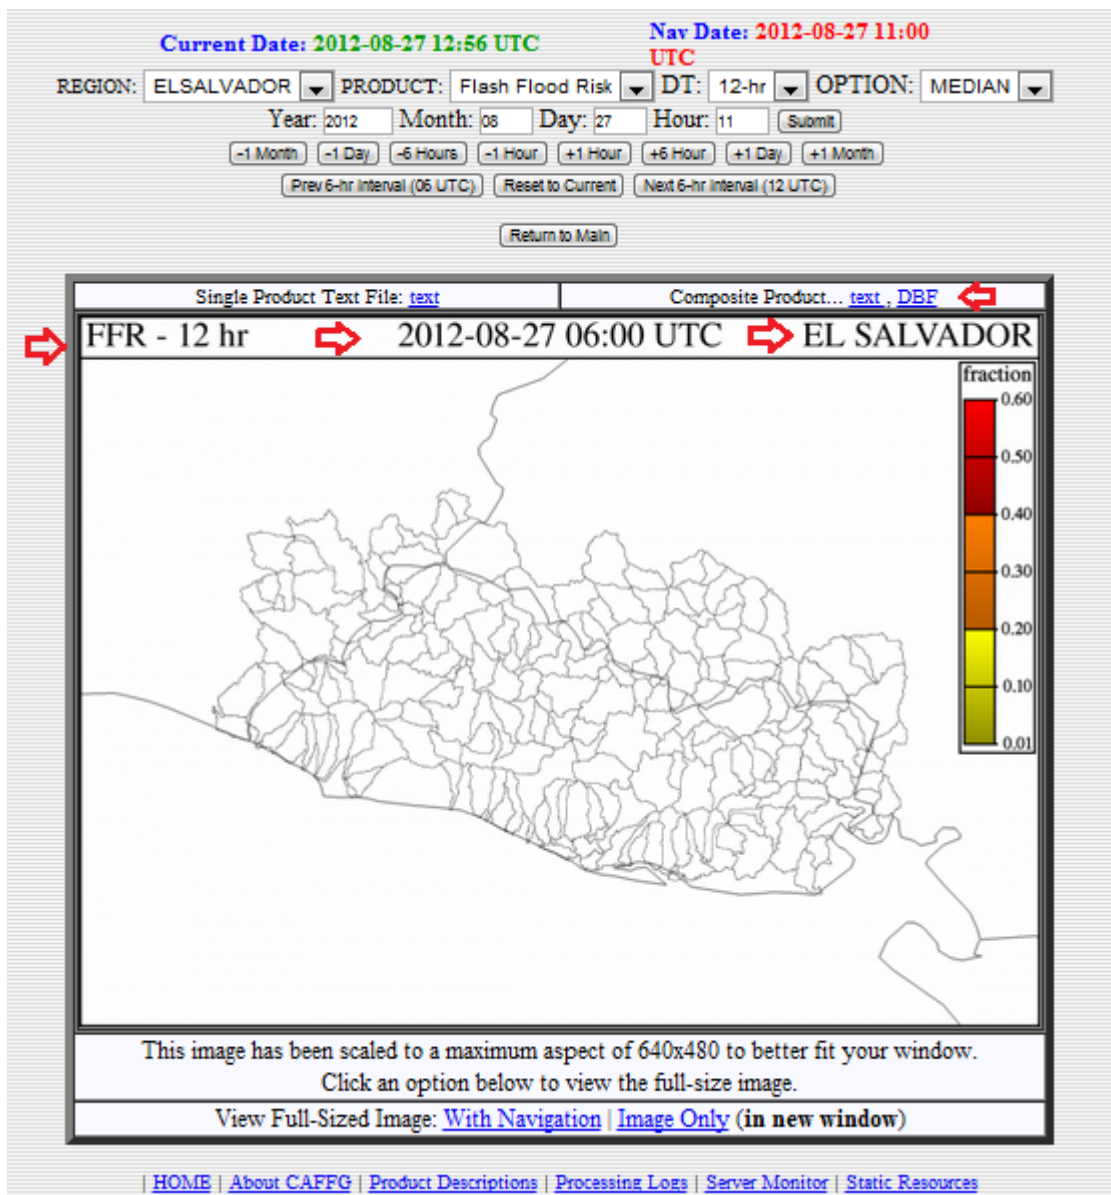 Current Date: 2012-08-27 12:56 UTC
Nav Date: 2012-08-27 11:00
UTC
REGION: ELSALVADOR PRODUCT: Flash Flood Risk DT: 12-hr OPTION: MEDIAN
Year: 2012 Month: 08 Day: 27 Hour: 11 Submit
-1 Month -1 Day -6 Hours -1 Hour +1 Hour +6 Hour +1 Day +1 Month
Prev 6-hr Interval (06 UTC) Reset to Current Next 6-hr Interval (12 UTC)
Return to Main
Single Product Text File: text
Composite Product... text , DBF
FFR - 12 hr 2012-08-27 06:00 UTC EL SALVADOR
fraction
0.60
0.50
0.40
0.30
0.20
0.10
0.01
This image has been scaled to a maximum aspect of 640x480 to better fit your window.
Click an option below to view the full-size image.
View Full-Sized Image: With Navigation | Image Only (in new window)
| HOME | About CAFFG | Product Descriptions | Processing Logs | Server Monitor | Static Resources